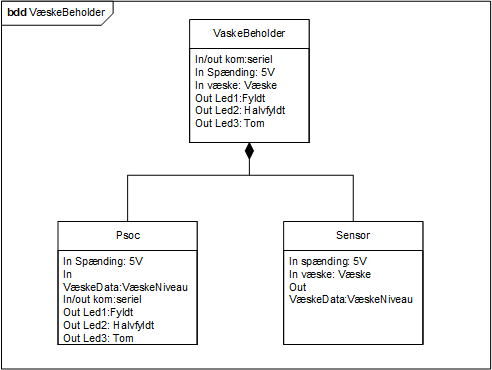 bdd VæskeBeholder
VaskeBeholder
In/out kom:seriel
In Spænding: 5V
In væske: Væske
Out Led1:Fyldt
Out Led2: Halvfyldt
Out Led3: Tom
Psoc
In Spænding: 5V
In
VæskeData:VæskeNiveau
In/out kom:seriel
Out Led1:Fyldt
Out Led2: Halvfyldt
Out Led3: Tom
Sensor
In spænding: 5V
In væske: Væske
Out
VæskeData:VæskeNiveau